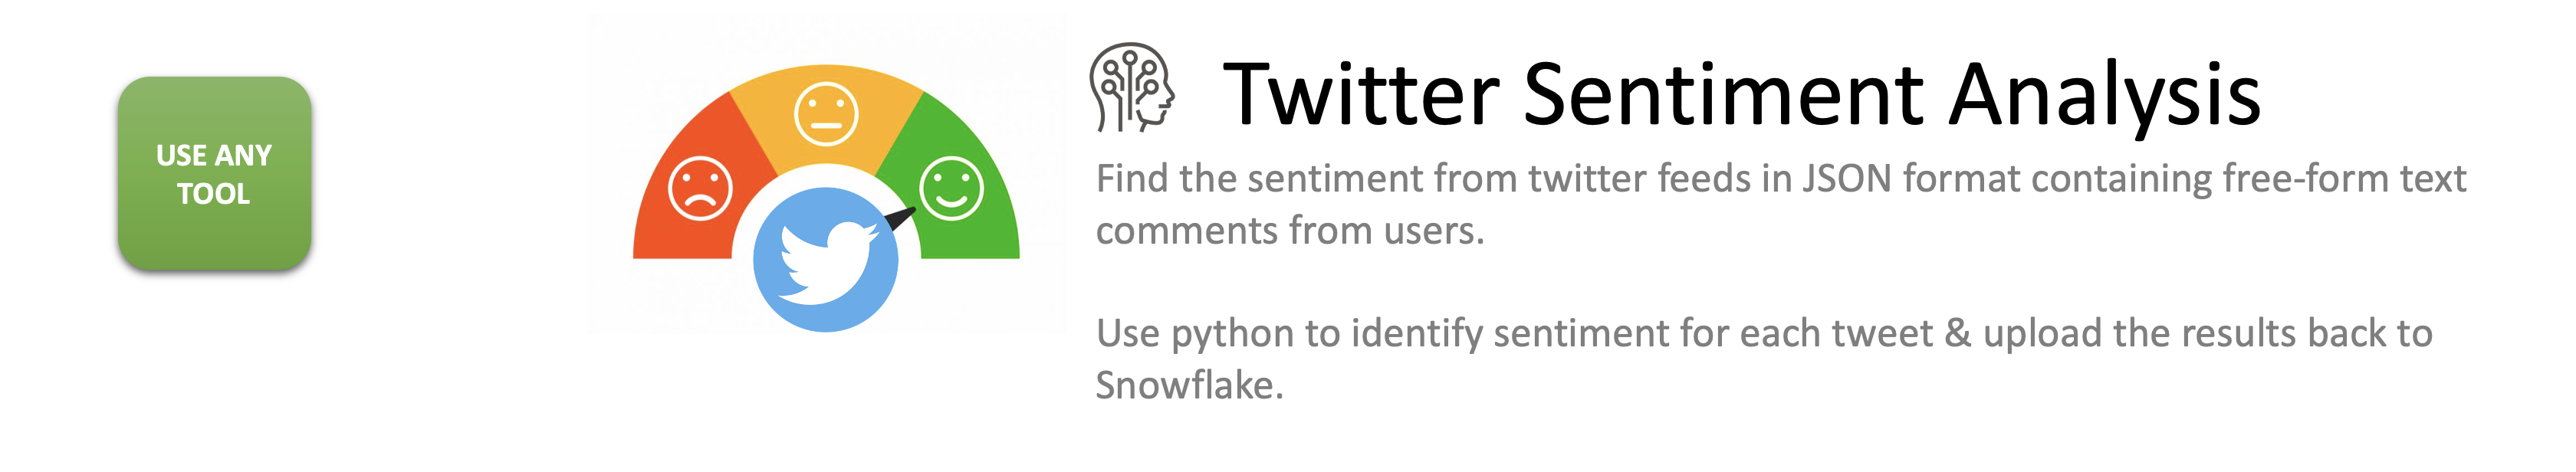 USE ANY
TOOL
Twitter Sentiment Analysis
Find the sentiment from twitter feeds in JSON format containing free-form text
comments from users.
Use python to identify sentiment for each tweet & upload the results back to
Snowflake.